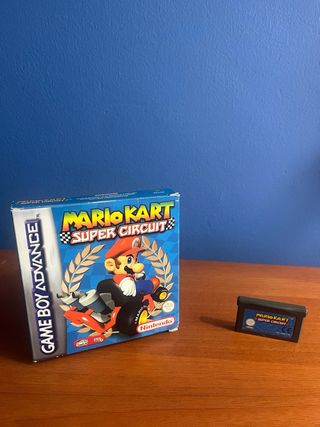 GAME BOY ADVANCE
MARIO KART
SUPER CIRCUIT
Nintendo
MARIO KART
SUPER CIRCUIT